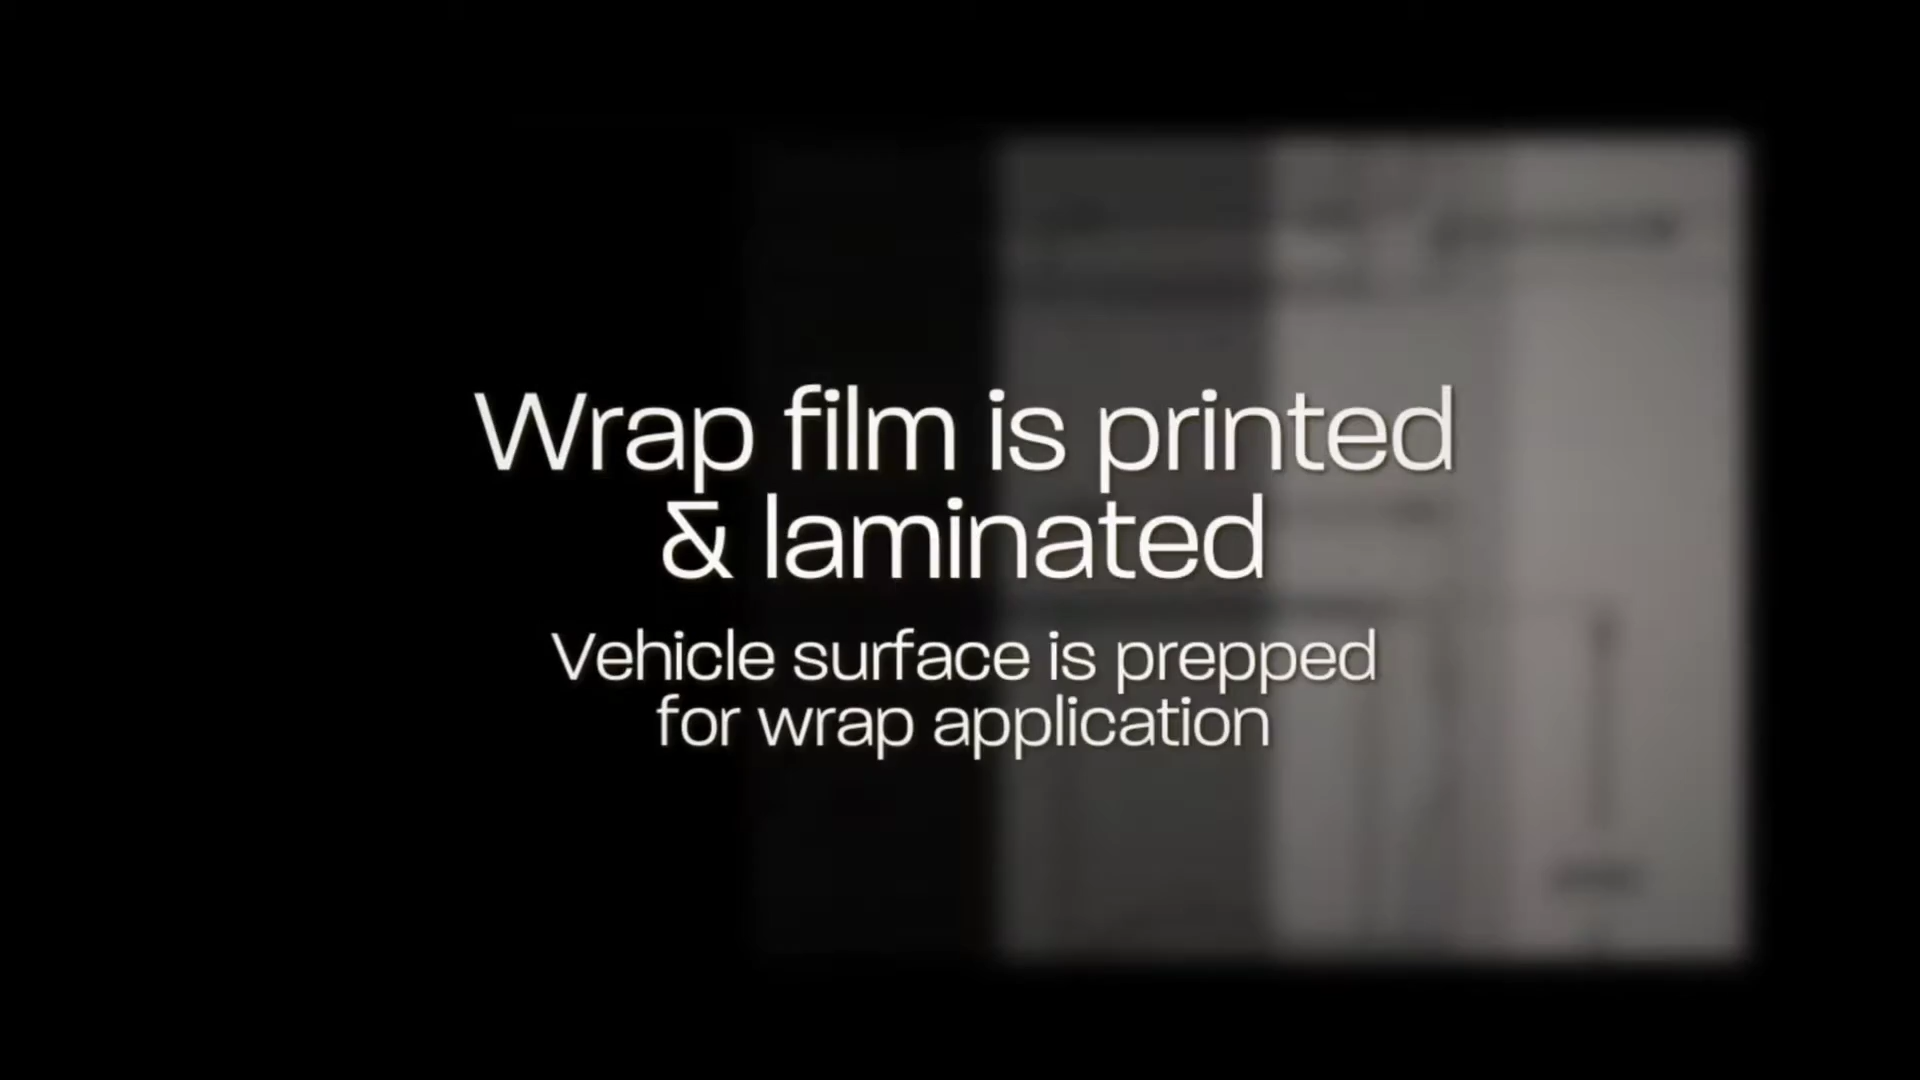 Wrap film is printed
& laminated
Vehicle surface is prepped
for wrap application